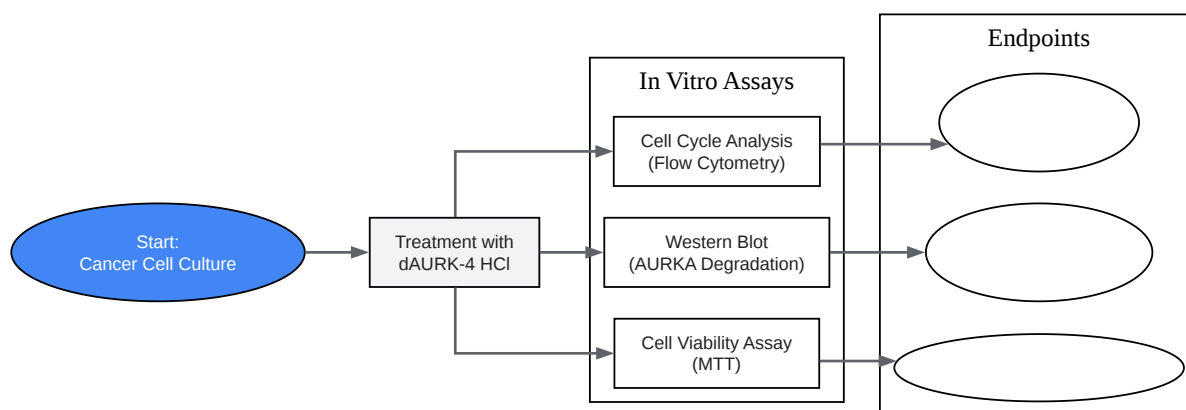 Endpoints
In Vitro Assays
Cell Cycle Analysis
(Flow Cytometry)
Start:
Cancer Cell Culture
Treatment with
dAURK-4 HCl
Western Blot
(AURKA Degradation)
Cell Viability Assay
(MTT)